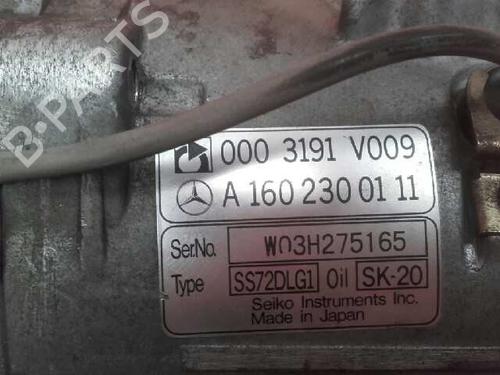 B-PARTS
000 3191 V009
A 160 230 01 11
Ser.No. W03H275165
Type SS72DLG1 Oil SK-20
Seiko Instruments Inc.
Made in Japan